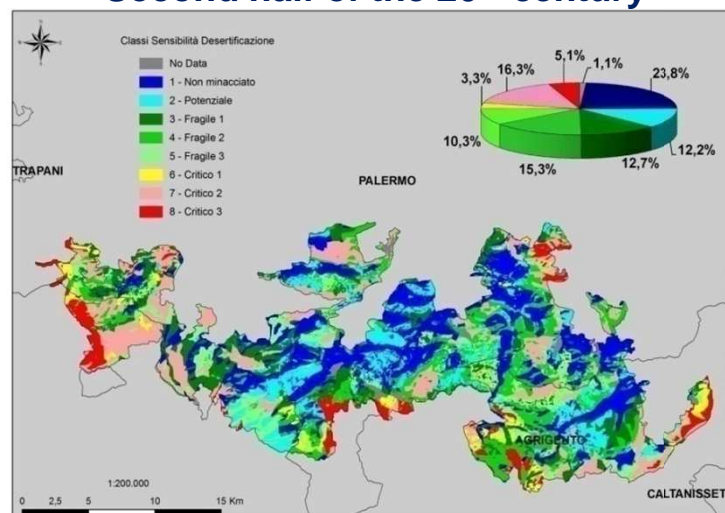 Second half of the 20th century
Classi Sensibilità Desertificazione
No Data
1 - Non minacciato
2 - Potenziale
3 - Fragile 1
4 - Fragile 2
5 - Fragile 3
6 - Critico 1
7 - Critico 2
8 - Critico 3
5,1%
1,1%
16,3%
3,3%
23,8%
10,3%
12,2%
12,7%
15,3%
TRAPANI
PALERMO
AGRIGENTO
CALTANISSET
1:200.000
0 2,5 5 10 15 Km